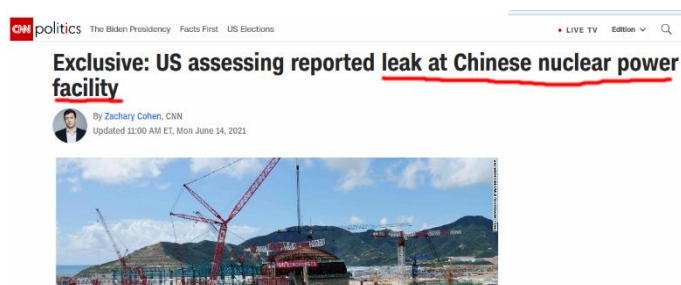 CNN politics The Biden Presidency Facts First US Elections
• LIVE TV Edition
Exclusive: US assessing reported leak at Chinese nuclear power
facility
By Zachary Cohen, CNN
Updated 11:00 AM ET, Mon June 14, 2021